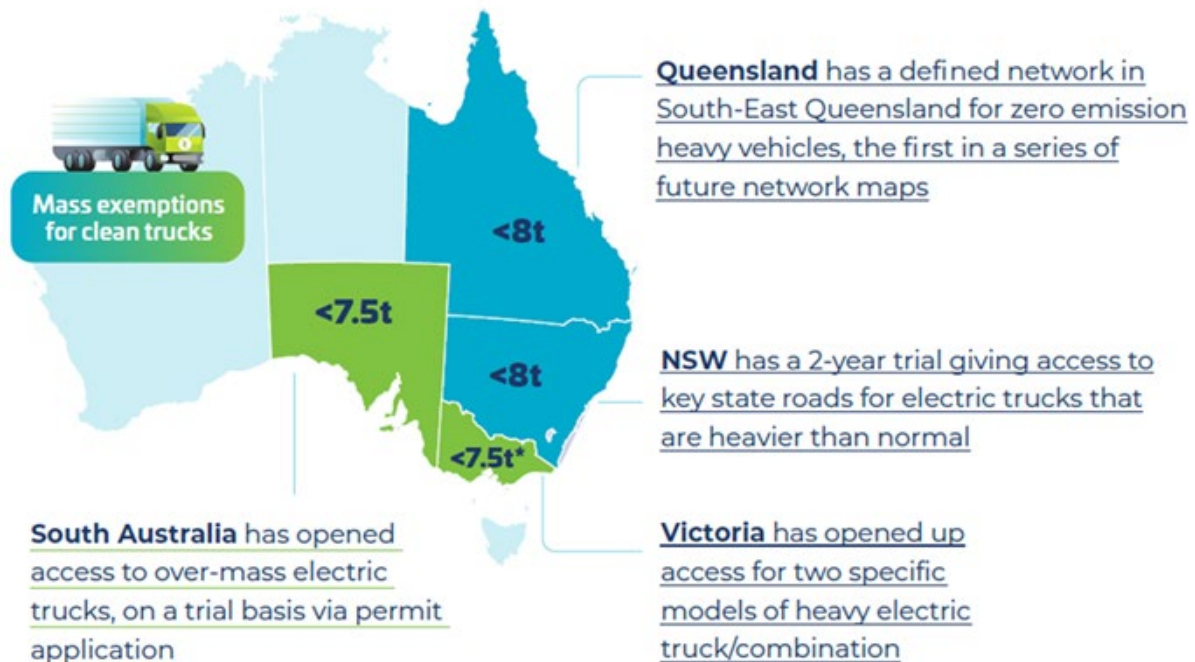 Mass exemptions
for clean trucks
<8t
<7.5t
<8t
<7.5t*
Queensland has a defined network in
South-East Queensland for zero emission
heavy vehicles, the first in a series of
future network maps
NSW has a 2-year trial giving access to
key state roads for electric trucks that
are heavier than normal
South Australia has opened
access to over-mass electric
trucks, on a trial basis via permit
application
Victoria has opened up
access for two specific
models of heavy electric
truck/combination